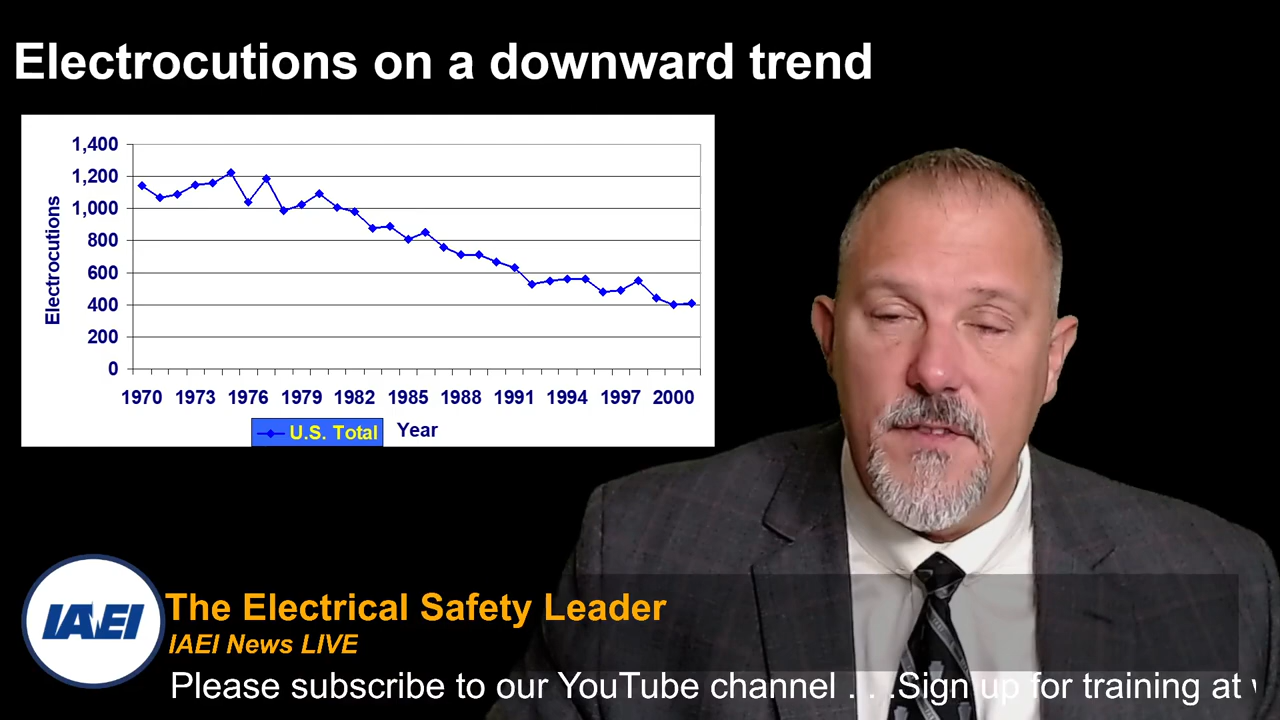 Electrocutions on a downward trend
1,400
1,200
1,000
800
600
400
200
0
Electrocutions
1970 1973 1976 1979 1982 1985 1988 1991 1994 1997 2000
U.S. Total
Year
IAEI
The Electrical Safety Leader
IAEI News LIVE
Please subscribe to our YouTube channel . . .Sign up for training at